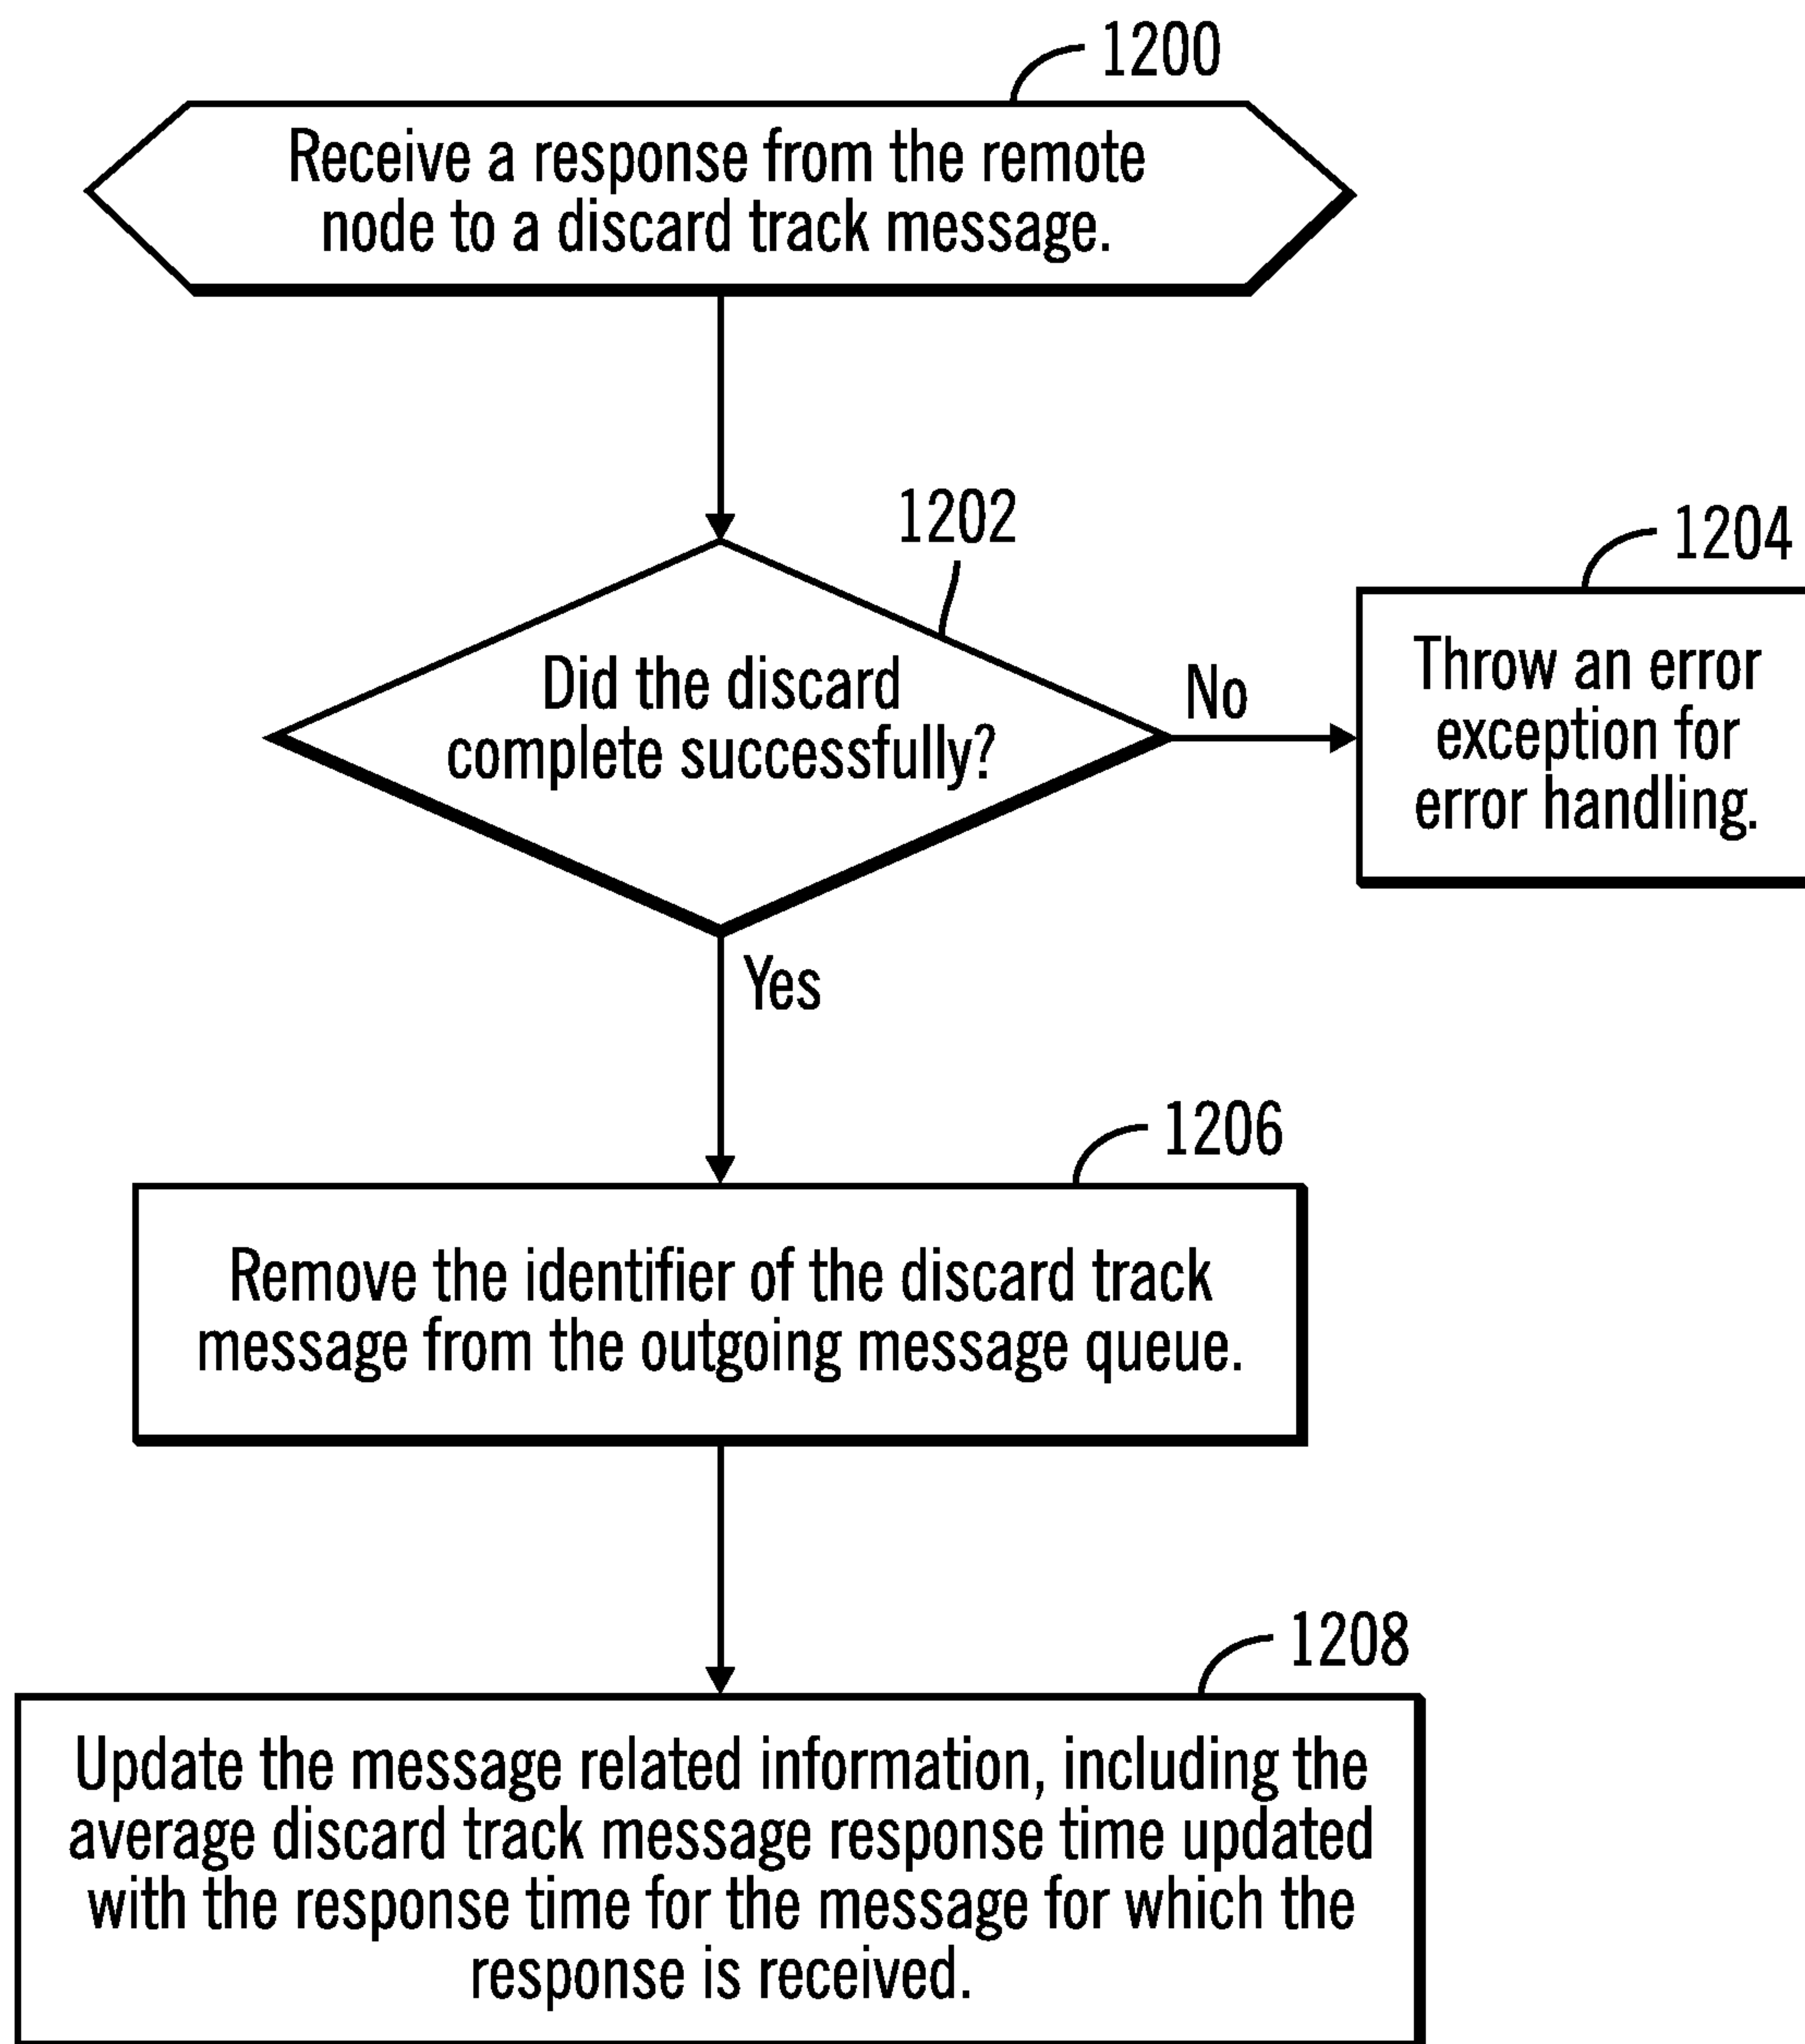 1200
Receive a response from the remote
node to a discard track message.
1202
Did the discard
complete successfully?
No
1204
Throw an error
exception for
error handling.
Yes
1206
Remove the identifier of the discard track
message from the outgoing message queue.
1208
Update the message related information, including the
average discard track message response time updated
with the response time for the message for which the
response is received.